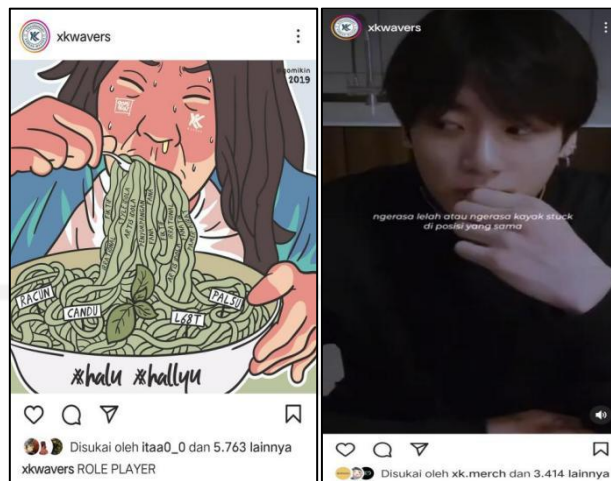 xkwavers
2019
RACUN
CANDU
L68T
PALSU
#halu #hallyu
Disukai oleh itaa0_0 dan 5.763 lainnya
xkwavers ROLE PLAYER
xkwavers
ngerasa lelah atau ngerasa kayak stuck
di posisi yang sama
Disukai oleh xk.merch dan 3.414 lainnya